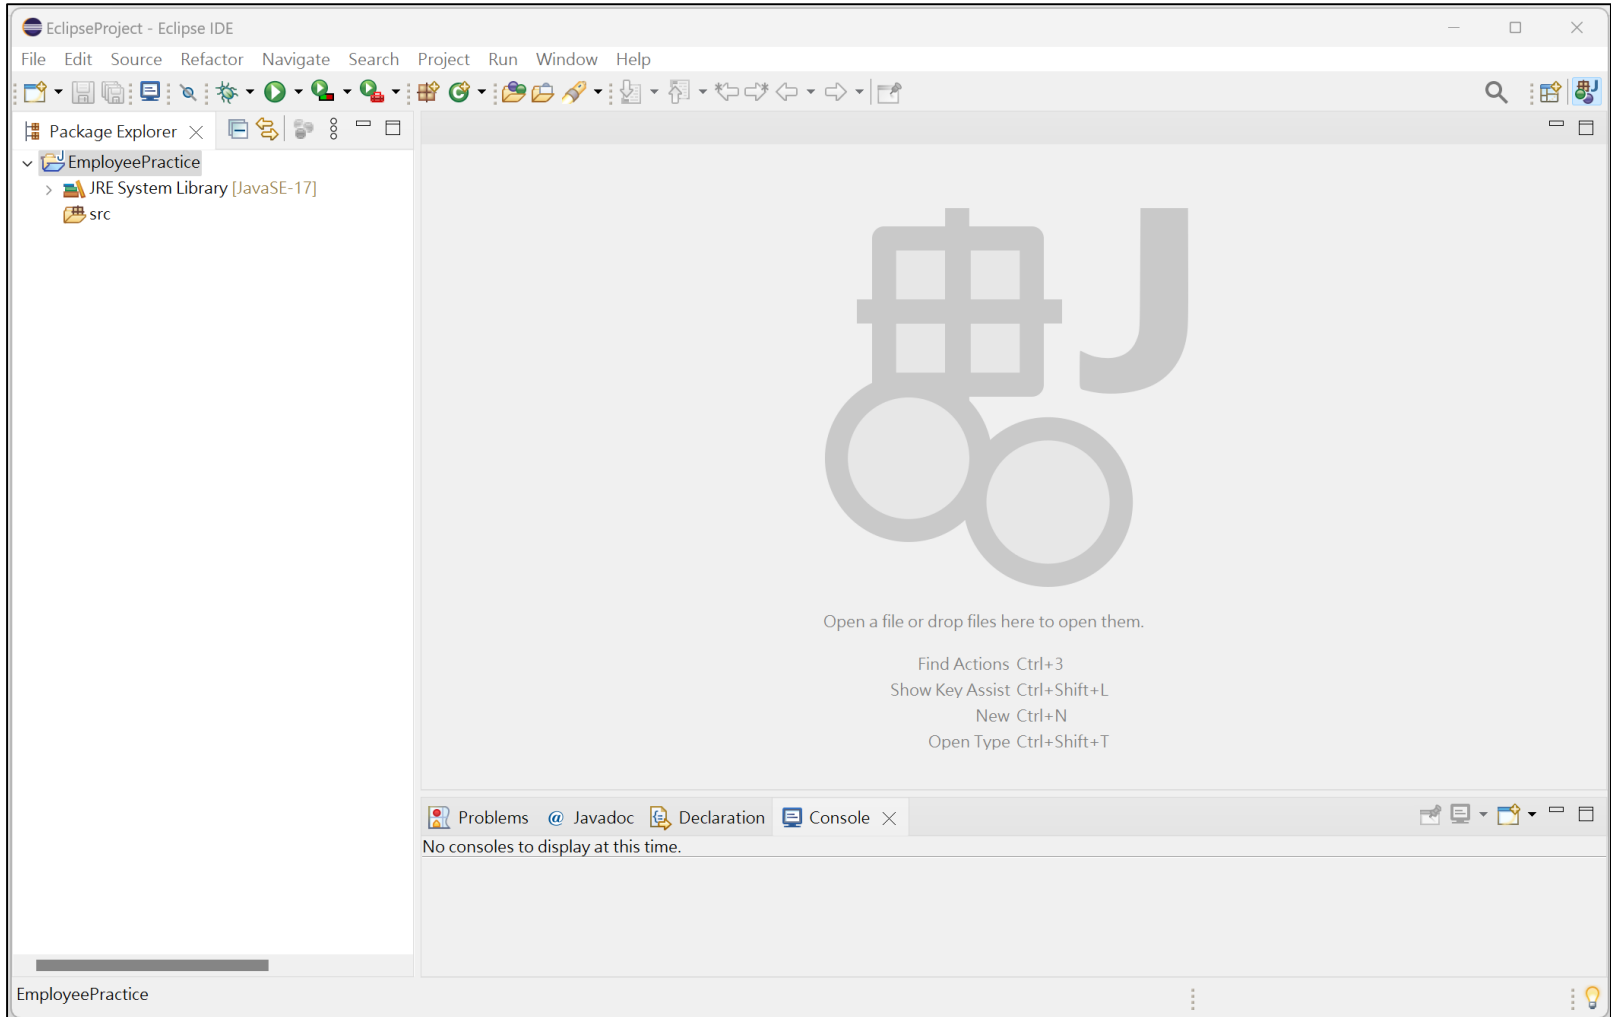 EclipseProject - Eclipse IDE
File Edit Source Refactor Navigate Search Project Run Window Help
Package Explorer
EmployeePractice
JRE System Library [JavaSE-17]
src
Open a file or drop files here to open them.
Find Actions Ctrl+3
Show Key Assist Ctrl+Shift+L
New Ctrl+N
Open Type Ctrl+Shift+T
Problems @ Javadoc Declaration Console
No consoles to display at this time.
EmployeePractice